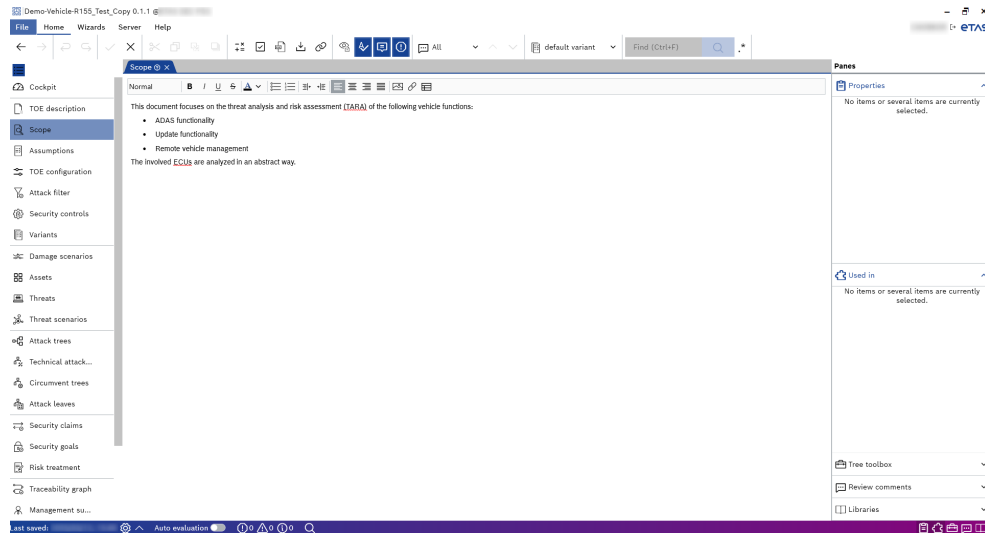 Demo-Vehicle-R155_Test_Copy 0.1.1 @
File Home Wizards Server Help
ETAS
All
default variant
Find (Ctrl+F)
.*
Scope
Panes
Cockpit
TOE description
Scope
Assumptions
TOE configuration
Attack filter
Security controls
Variants
Damage scenarios
Assets
Threats
Threat scenarios
Attack trees
Technical attack...
Circumvent trees
Attack leaves
Security claims
Security goals
Risk treatment
Traceability graph
Management su...
Normal B I U S A
This document focuses on the threat analysis and risk assessment (TARA) of the following vehicle functions:
• ADAS functionality
• Update functionality
• Remote vehicle management
The involved ECUs are analyzed in an abstract way.
Properties
No items or several items are currently
selected.
Used in
No items or several items are currently
selected.
Tree toolbox
Review comments
Libraries
Last saved:
Auto evaluation 0 0 0